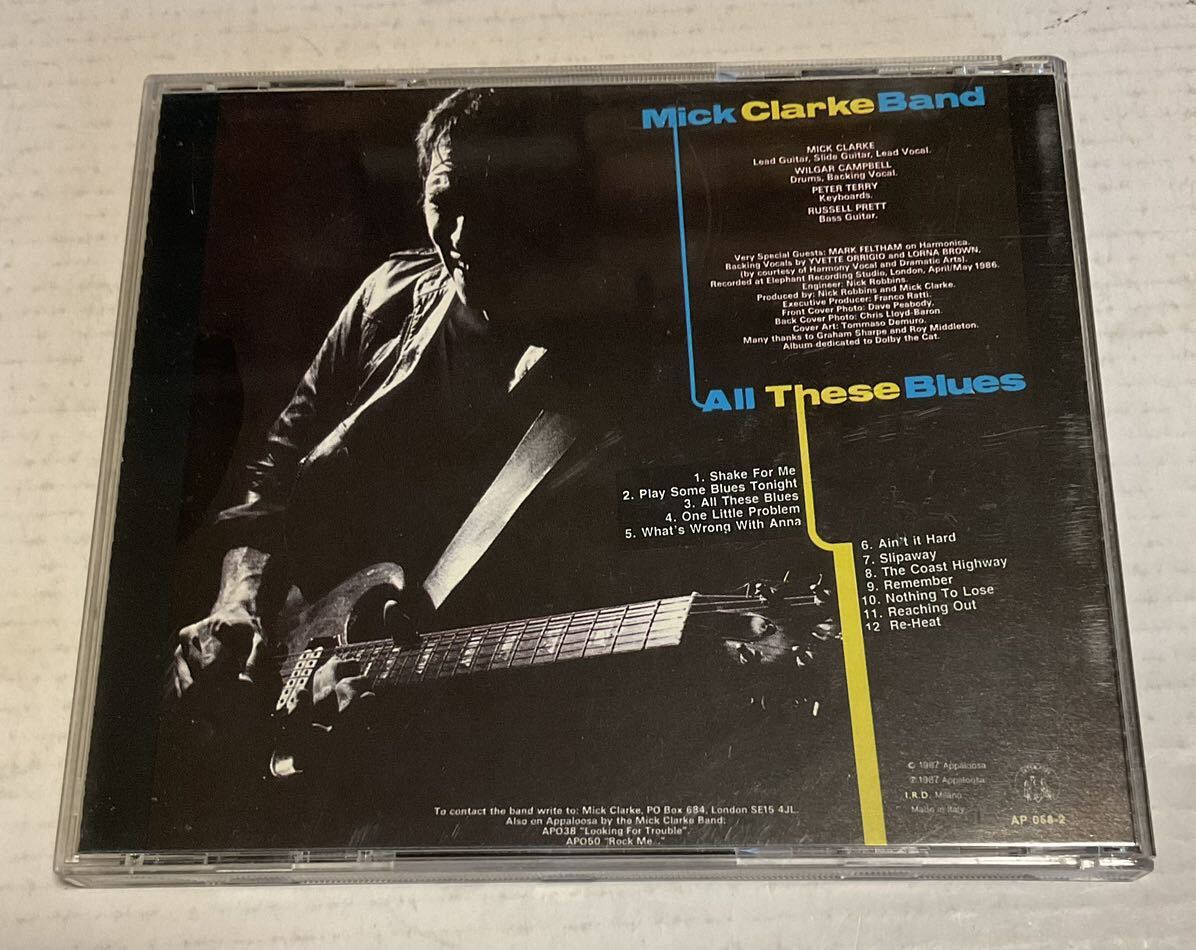 Mick Clarke Band
MICK CLARKE
Lead Guitar, Slide Guitar, Lead Vocal.
WILGAR CAMPBELL
Drums, Backing Vocal.
PETER TERRY
Keyboards.
RUSSELL PRETT
Bass Guitar.
Very Special Guests: MARK FELTHAM on Harmonica.
Backing Vocals by YVETTE ORRIGIO and LORNA BROWN,
(by courtesy of Harmony Vocal and Dramatic Arts).
Recorded at Elephant Recording Studio, London, April/May 1986.
Engineer: Nick Robbins.
Produced by: Nick Robbins and Mick Clarke.
Executive Producer: Franco Ratti.
Front Cover Photo: Dave Peabody.
Back Cover Photo: Chris Lloyd-Baron.
Cover Art: Tommaso Demuro.
Many thanks to Graham Sharpe and Roy Middleton.
Album dedicated to Dolby the Cat.
All These Blues
1. Shake For Me
2. Play Some Blues Tonight
3. All These Blues
4. One Little Problem
5. What's Wrong With Anna
6. Ain't it Hard
7. Slipaway
8. The Coast Highway
9. Remember
10. Nothing To Lose
11. Reaching Out
12 Re-Heat
© 1987 Appaloosa
℗ 1987 Appaloosa
I.R.D. Milano
Made in Italy
AP 058-2
To contact the band write to: Mick Clarke, PO Box 684, London SE15 4JL.
Also on Appaloosa by the Mick Clarke Band:
APO38 "Looking For Trouble".
APO50 "Rock Me.."